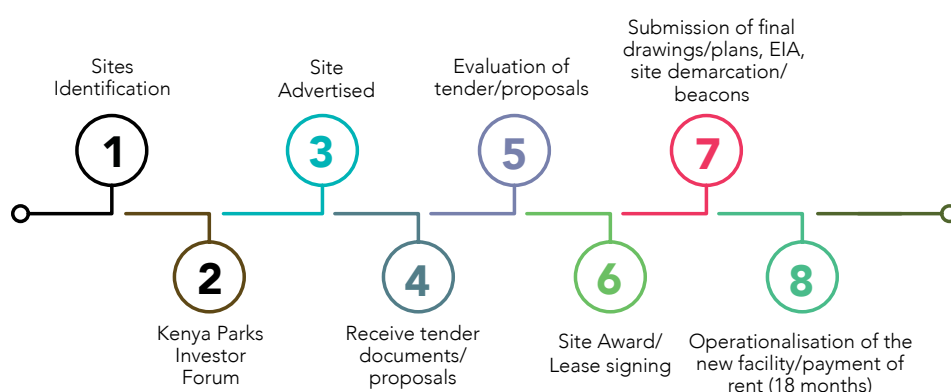 Sites
Identification
1
Kenya Parks
Investor
Forum
2
Site
Advertised
3
Receive tender
documents/
proposals
4
Evaluation of
tender/proposals
5
Site Award/
Lease signing
6
Submission of final
drawings/plans, EIA,
site demarcation/
beacons
7
Operationalisation of the
new facility/payment of
rent (18 months)
8